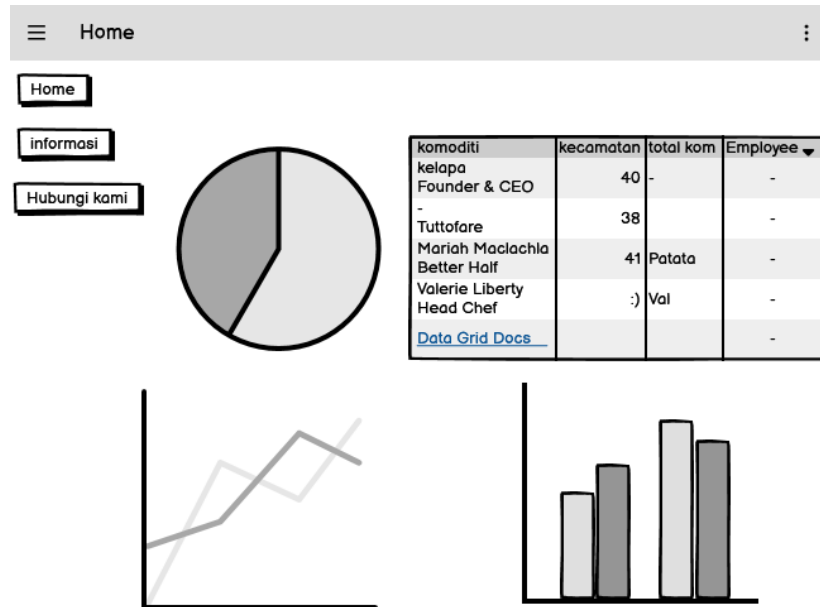 Home
Home
informasi
Hubungi kami
komoditi kecamatan total kom Employee
kelapa
Founder & CEO 40 - -
-
Tuttofare 38 -
Mariah Maclachla
Better Half 41 Patata -
Valerie Liberty
Head Chef :) Val -
Data Grid Docs -